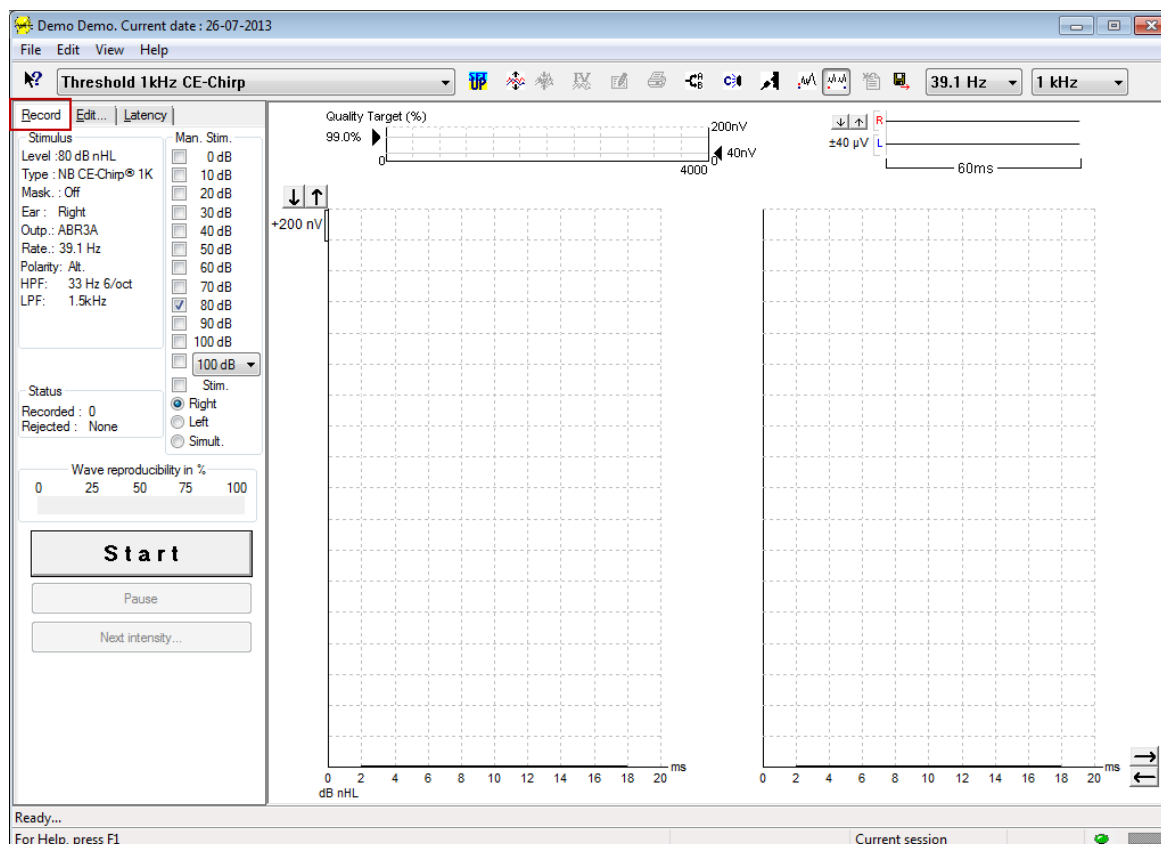 Demo Demo. Current date : 26-07-2013
File Edit View Help
Threshold 1kHz CE-Chirp
SET UP
39.1 Hz
1 kHz
Record Edit... Latency
Stimulus
Level :80 dB nHL
Type : NB CE-Chirp® 1K
Mask. : Off
Ear : Right
Outp.: ABR3A
Rate.: 39.1 Hz
Polarity: Alt.
HPF: 33 Hz 6/oct
LPF: 1.5kHz
Man. Stim.
0 dB
10 dB
20 dB
30 dB
40 dB
50 dB
60 dB
70 dB
80 dB
90 dB
100 dB
100 dB
Stim.
Right
Left
Simult.
Status
Recorded : 0
Rejected : None
Wave reproducibility in %
0 25 50 75 100
Start
Pause
Next intensity...
Quality Target (%)
99.0%
200nV
40nV
0 0
4000
R
±40 µV L
60ms
+200 nV
0 2 4 6 8 10 12 14 16 18 20 ms
dB nHL
0 2 4 6 8 10 12 14 16 18 20 ms
Ready...
For Help, press F1
Current session